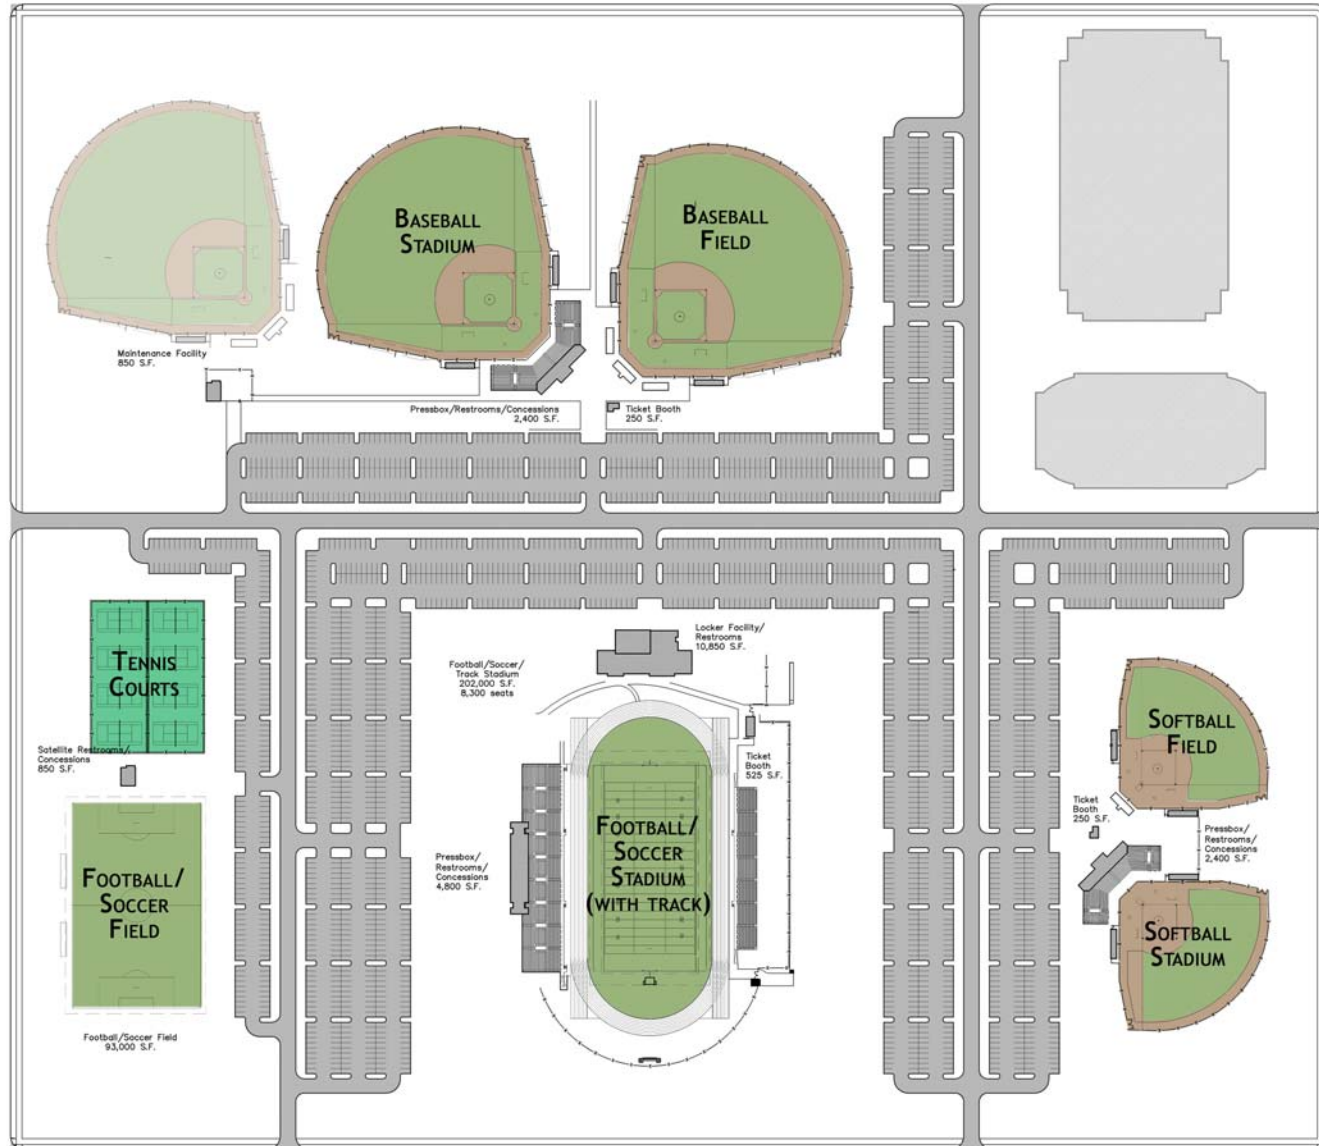 BASEBALL
STADIUM
BASEBALL
FIELD
Maintenance Facility
850 S.F.
Pressbox/Restrooms/Concessions
2,400 S.F.
Ticket Booth
250 S.F.
TENNIS
COURTS
Satellite Restrooms/
Concessions
850 S.F.
FOOTBALL/
SOCCER
FIELD
Football/Soccer Field
93,000 S.F.
Locker Facility/
Restrooms
10,850 S.F.
Football/Soccer/
Track Stadium
202,000 S.F.
8,300 seats
Ticket
Booth
525 S.F.
Pressbox/
Restrooms/
Concessions
4,800 S.F.
FOOTBALL/
SOCCER
STADIUM
(WITH TRACK)
SOFTBALL
FIELD
Ticket
Booth
250 S.F.
Pressbox/
Restrooms/
Concessions
2,400 S.F.
SOFTBALL
STADIUM